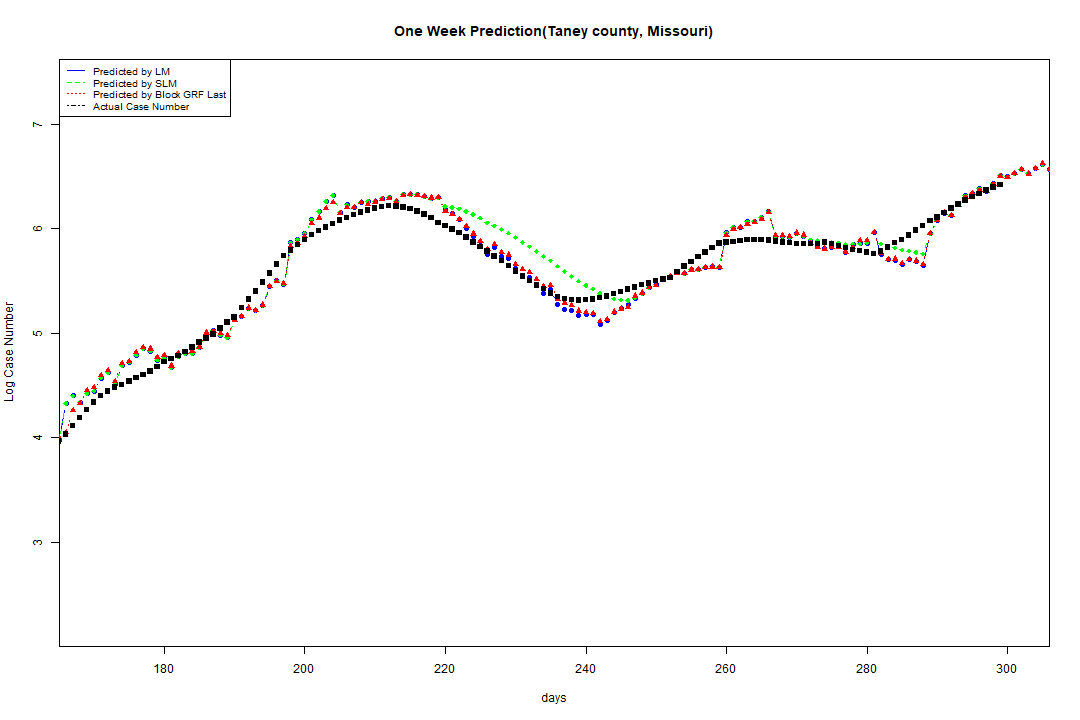 One Week Prediction(Taney county, Missouri)
Predicted by LM
Predicted by SLM
Predicted by Block GRF Last
Actual Case Number
7
6
5
4
3
Log Case Number
180 200 220 240 260 280 300
days